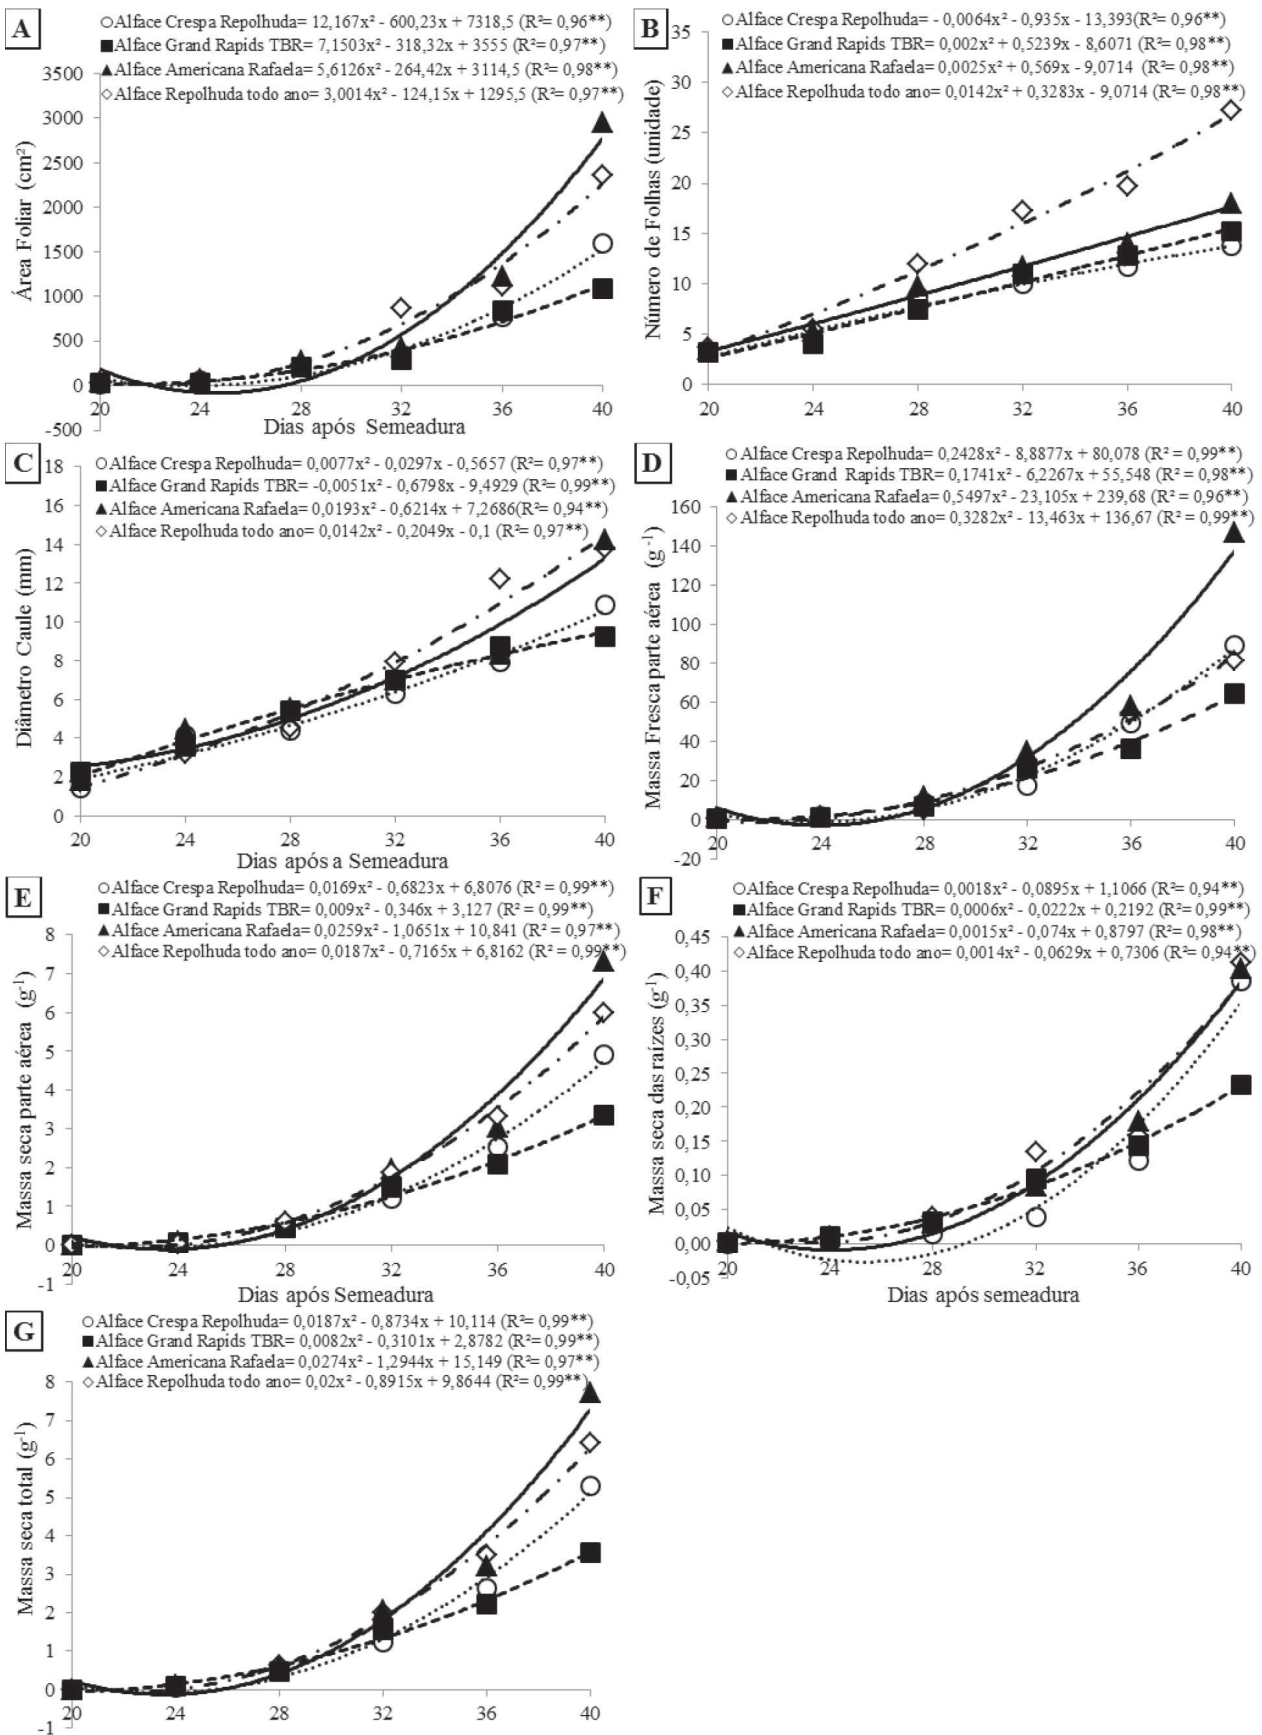 A
○Alface Crespa Repolhuda= 12,167x² - 600,23x + 7318,5 (R²= 0,96**)
■Alface Grand Rapids TBR= 7,1503x² - 318,32x + 3555 (R²= 0,97**)
▲Alface Americana Rafaela= 5,6126x² - 264,42x + 3114,5 (R²= 0,98**)
◇Alface Repolhuda todo ano= 3,0014x² - 124,15x + 1295,5 (R²= 0,97**)
Área Foliar (cm²)
3500
3000
2500
2000
1500
1000
500
0
-500
20 24 28 32 36 40
Dias após Semeadura
B
○Alface Crespa Repolhuda= - 0,0064x² - 0,935x - 13,393(R²= 0,96**)
■Alface Grand Rapids TBR= 0,002x² + 0,5239x - 8,6071 (R²= 0,98**)
▲Alface Americana Rafaela= 0,0025x² + 0,569x - 9,0714 (R²= 0,98**)
◇Alface Repolhuda todo ano= 0,0142x² + 0,3283x - 9,0714 (R²= 0,98**)
Número de Folhas (unidade)
35
30
25
20
15
10
5
0
20 24 28 32 36 40
C
○Alface Crespa Repolhuda= 0,0077x² - 0,0297x - 0,5657 (R²= 0,97**)
■Alface Grand Rapids TBR= -0,0051x² - 0,6798x - 9,4929 (R²= 0,99**)
▲Alface Americana Rafaela= 0,0193x² - 0,6214x + 7,2686(R²= 0,94**)
◇Alface Repolhuda todo ano= 0,0142x² - 0,2049x - 0,1 (R²= 0,97**)
Diâmetro Caule (mm)
18
16
14
12
10
8
6
4
2
0
20 24 28 32 36 40
Dias após a Semeadura
D
○Alface Crespa Repolhuda= 0,2428x² - 8,8877x + 80,078 (R²= 0,99**)
■Alface Grand Rapids TBR= 0,1741x² - 6,2267x + 55,548 (R²= 0,98**)
▲Alface Americana Rafaela= 0,5497x² - 23,105x + 239,68 (R²= 0,96**)
◇Alface Repolhuda todo ano= 0,3282x² - 13,463x + 136,67 (R² = 0,99**)
Massa Fresca parte aérea (g⁻¹)
160
140
120
100
80
60
40
20
0
-20
20 24 28 32 36 40
E
○Alface Crespa Repolhuda= 0,0169x² - 0,6823x + 6,8076 (R² = 0,99**)
■Alface Grand Rapids TBR= 0,009x² - 0,346x + 3,127 (R² = 0,99**)
▲Alface Americana Rafaela= 0,0259x² - 1,0651x + 10,841 (R²= 0,97**)
◇Alface Repolhuda todo ano= 0,0187x² - 0,7165x + 6,8162 (R²= 0,99**)
Massa seca parte aérea (g⁻¹)
8
7
6
5
4
3
2
1
0
-1
20 24 28 32 36 40
Dias após Semeadura
F
○Alface Crespa Repolhuda= 0,0018x² - 0,0895x + 1,1066 (R²= 0,94**)
■Alface Grand Rapids TBR= 0,0006x² - 0,0222x + 0,2192 (R²= 0,99**)
▲Alface Americana Rafaela= 0,0015x² - 0,074x + 0,8797 (R²= 0,98**)
◇Alface Repolhuda todo ano= 0,0014x² - 0,0629x + 0,7306 (R²= 0,94**)
Massa seca das raízes (g⁻¹)
0,45
0,40
0,35
0,30
0,25
0,20
0,15
0,10
0,05
0,00
-0,05
20 24 28 32 36 40
Dias após semeadura
G
○Alface Crespa Repolhuda= 0,0187x² - 0,8734x + 10,114 (R²= 0,99**)
■Alface Grand Rapids TBR= 0,0082x² - 0,3101x + 2,8782 (R²= 0,99**)
▲Alface Americana Rafaela= 0,0274x² - 1,2944x + 15,149 (R²= 0,97**)
◇Alface Repolhuda todo ano= 0,02x² - 0,8915x + 9,8644 (R²= 0,99**)
Massa seca total (g⁻¹)
8
7
6
5
4
3
2
1
0
-1
20 24 28 32 36 40